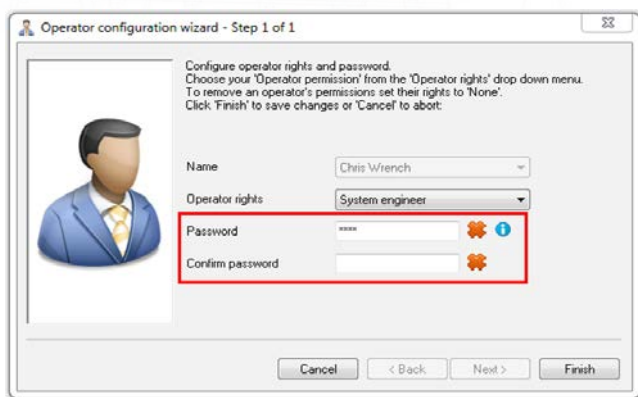 Operator configuration wizard - Step 1 of 1
Configure operator rights and password.
Choose your 'Operator permission' from the 'Operator rights' drop down menu.
To remove an operator's permissions set their rights to 'None'.
Click 'Finish' to save changes or 'Cancel' to abort:
Name Chris Wrench
Operator rights System engineer
Password ****
Confirm password
Cancel < Back Next > Finish